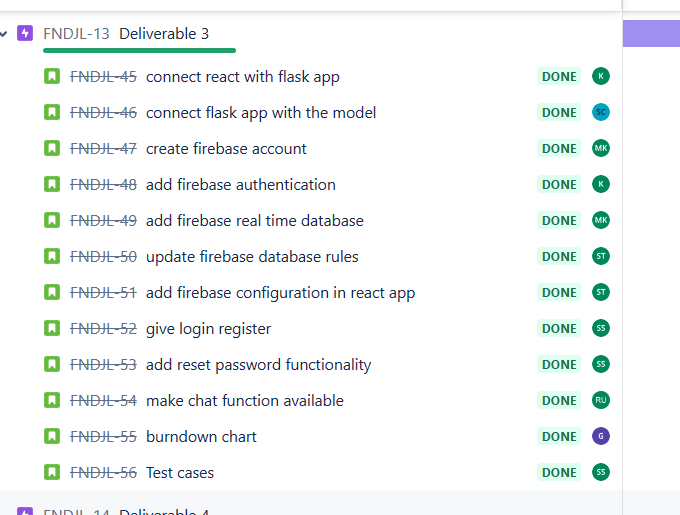 FNDJL-13 Deliverable 3
FNDJL-45 connect react with flask app DONE K
FNDJL-46 connect flask app with the model DONE SC
FNDJL-47 create firebase account DONE MK
FNDJL-48 add firebase authentication DONE K
FNDJL-49 add firebase real time database DONE MK
FNDJL-50 update firebase database rules DONE ST
FNDJL-51 add firebase configuration in react app DONE ST
FNDJL-52 give login register DONE SS
FNDJL-53 add reset password functionality DONE SS
FNDJL-54 make chat function available DONE RU
FNDJL-55 burndown chart DONE G
FNDJL-56 Test cases DONE SS
FNDJL-14 Deliverable 4